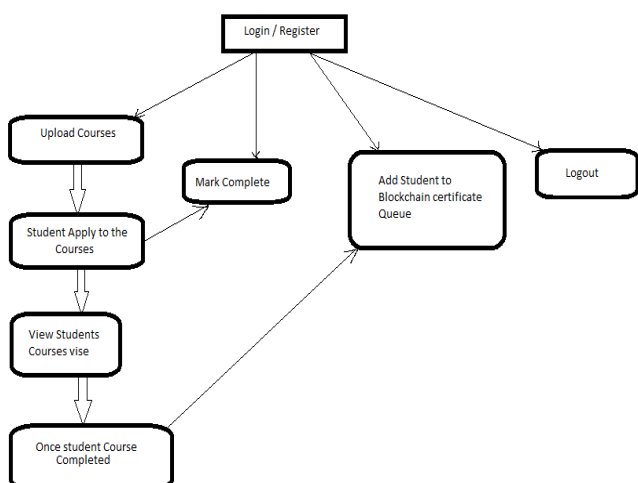 Login / Register
Upload Courses
Mark Complete
Add Student to
Blockchain certificate
Queue
Logout
Student Apply to the
Courses
View Students
Courses vise
Once student Course
Completed